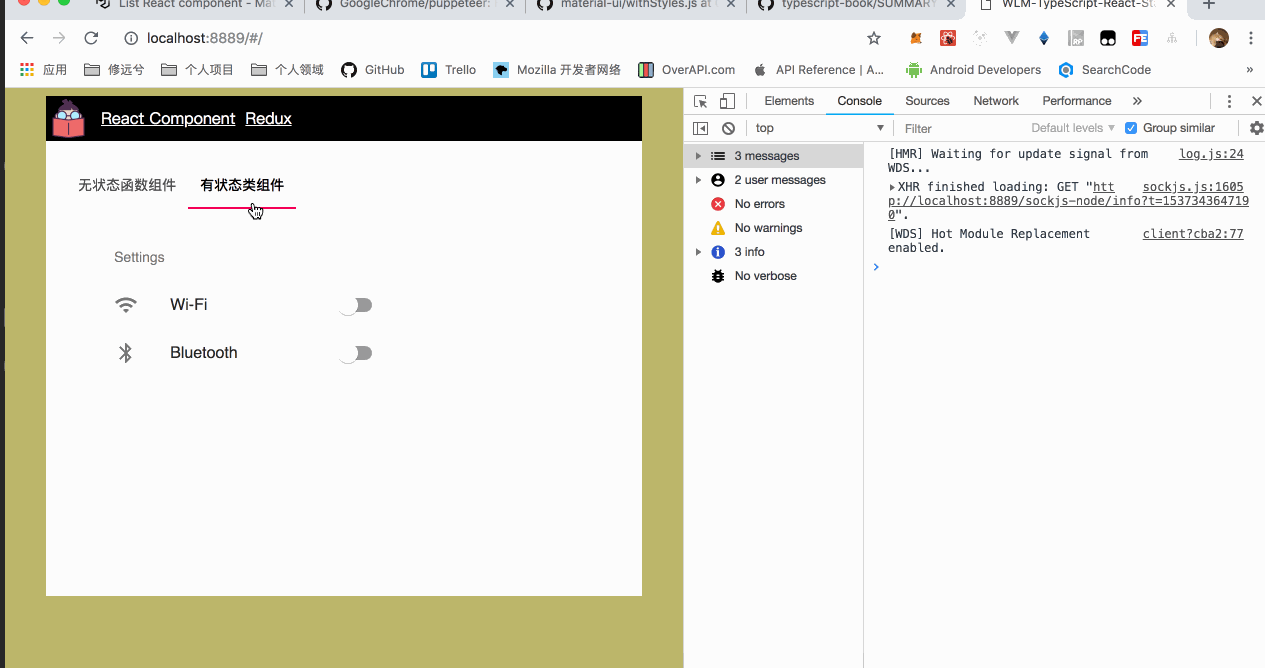 List React component - Mat
GoogleChrome/puppeteer:
material-ui/withStyles.js at
typescript-book/SUMMARY
WLM-TypeScript-React-St
localhost:8889/#/
应用
修远兮
个人项目
个人领域
GitHub
Trello
Mozilla 开发者网络
OverAPI.com
API Reference | A...
Android Developers
SearchCode
»
React Component
Redux
无状态函数组件
有状态类组件
Settings
Wi-Fi
Bluetooth
Elements
Console
Sources
Network
Performance
»
top
Filter
Default levels
Group similar
3 messages
2 user messages
No errors
No warnings
3 info
No verbose
[HMR] Waiting for update signal from log.js:24
WDS...
XHR finished loading: GET "htt sockjs.js:1605
p://localhost:8889/sockjs-node/info?t=153734364719
0".
[WDS] Hot Module Replacement client?cba2:77
enabled.